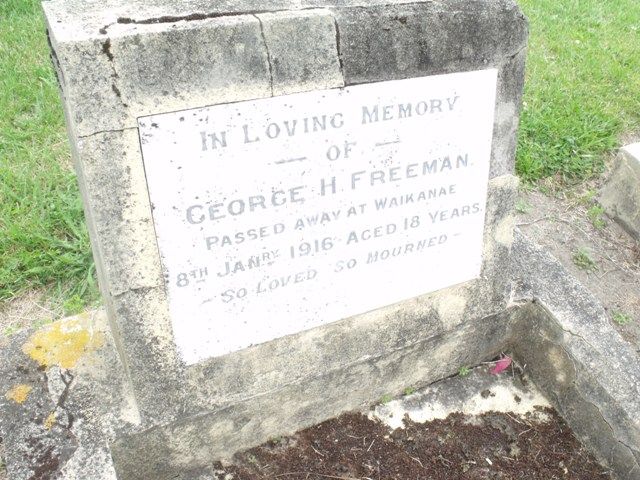 IN LOVING MEMORY
— OF —
GEORGE H. FREEMAN.
PASSED AWAY AT WAIKANAE
8TH JANRY 1916 AGED 18 YEARS.
- SO LOVED SO MOURNED -